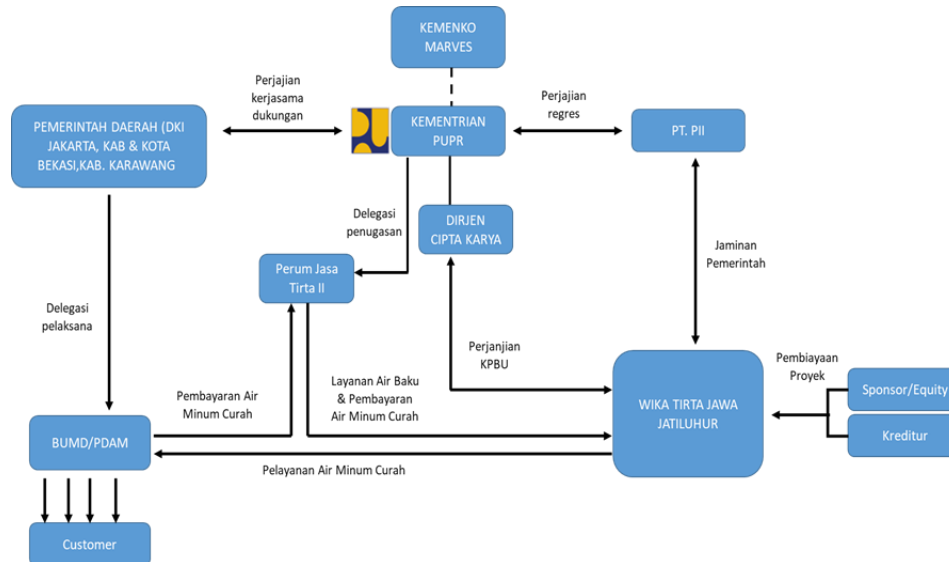 KEMENKO
MARVES
Perjajian
kerjasama
dukungan
Perjajian
regres
PEMERINTAH DAERAH (DKI
JAKARTA, KAB & KOTA
BEKASI,KAB. KARAWANG
KEMENTRIAN
PUPR
PT. PII
Delegasi
penugasan
DIRJEN
CIPTA KARYA
Jaminan
Pemerintah
Perum Jasa
Tirta II
Delegasi
pelaksana
Perjanjian
KPBU
Pembayaran Air
Minum Curah
Layanan Air Baku
& Pembayaran
Air Minum Curah
WIKA TIRTA JAWA
JATILUHUR
Pembiayaan
Proyek
Sponsor/Equity
Kreditur
BUMD/PDAM
Pelayanan Air Minum Curah
Customer